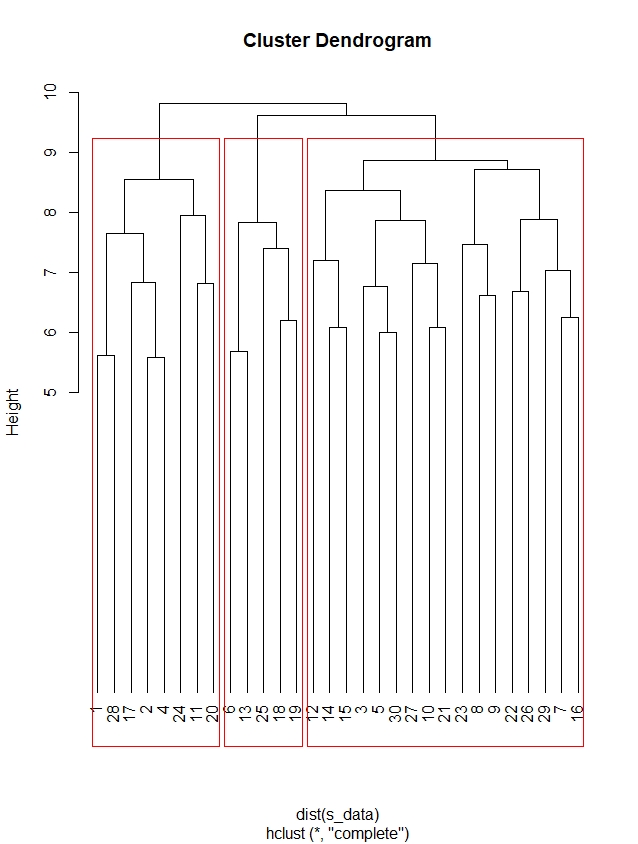 Cluster Dendrogram
Height
10
9
8
7
6
5
1 28 17 2 4 24 11 20 6 13 25 18 19 12 14 15 3 5 30 27 10 21 23 8 9 22 26 29 7 16
dist(s_data)
hclust (*, "complete")